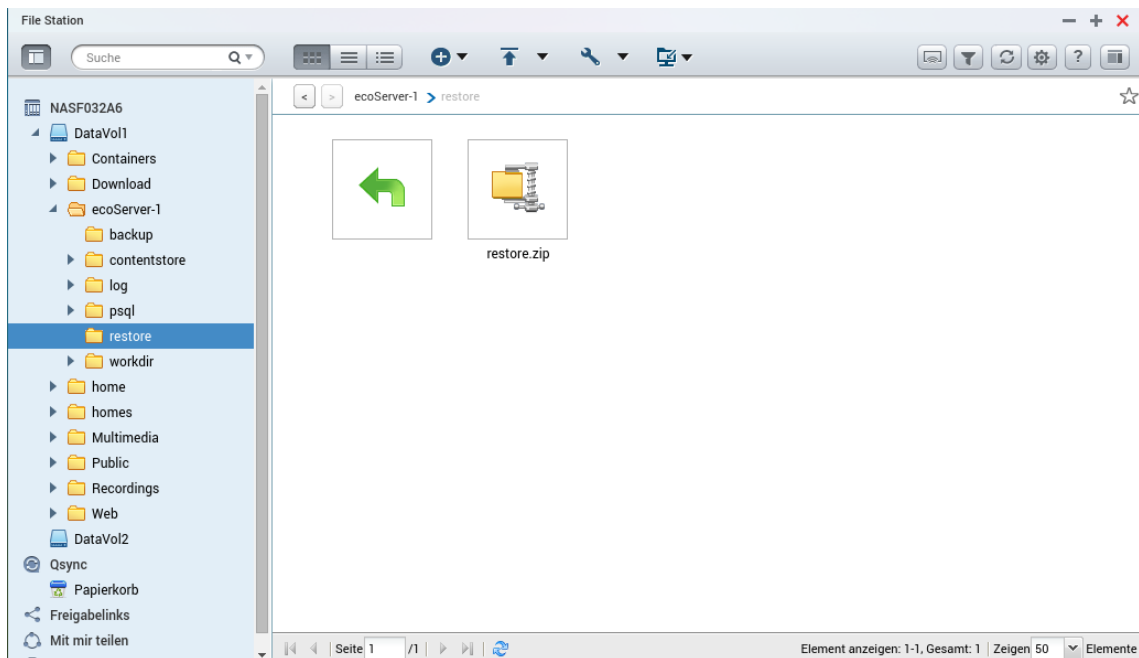 File Station
Suche
NASF032A6
DataVol1
Containers
Download
ecoServer-1
backup
contentstore
log
psql
restore
workdir
home
homes
Multimedia
Public
Recordings
Web
DataVol2
Qsync
Papierkorb
Freigabelinks
Mit mir teilen
ecoServer-1 restore
restore.zip
Seite 1 /1
Element anzeigen: 1-1, Gesamt: 1 Zeigen 50 Elemente